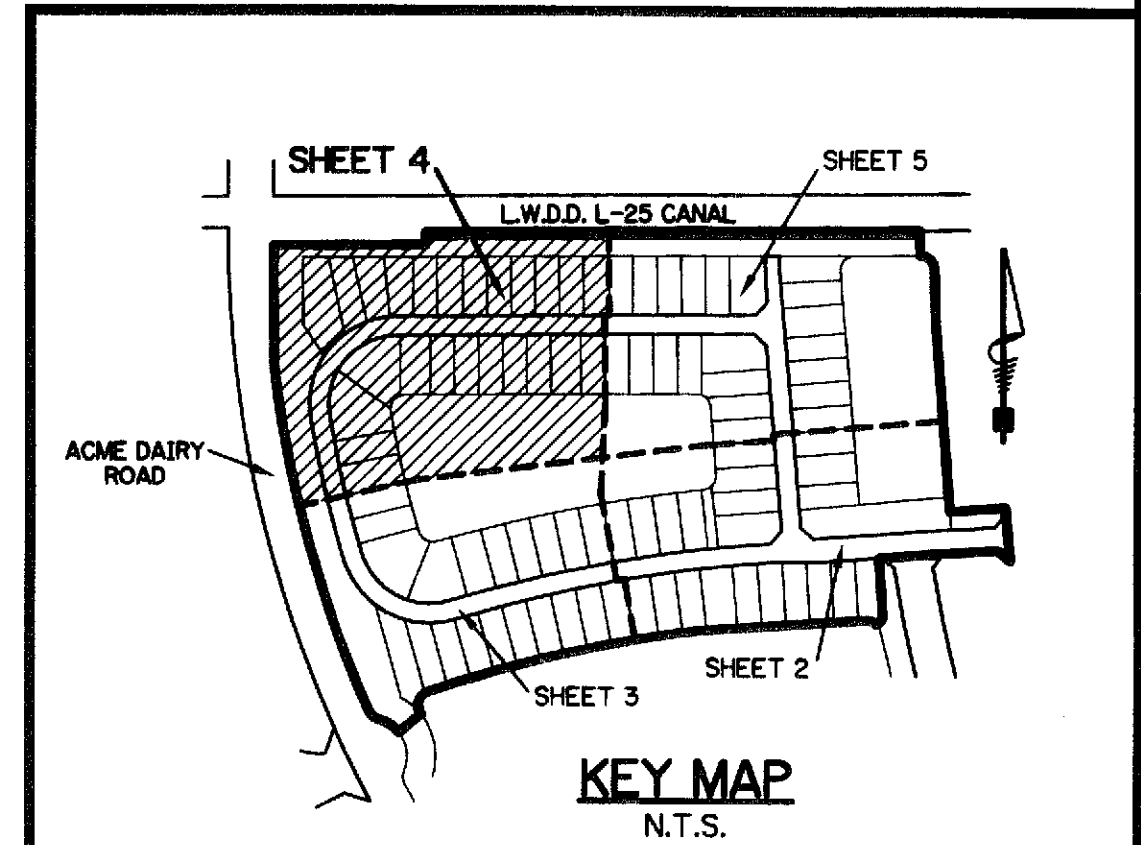 SHEET 4
SHEET 5
L.W.D.D. L-25 CANAL
ACME DAIRY
ROAD
SHEET 2
SHEET 3
KEY MAP
N.T.S.